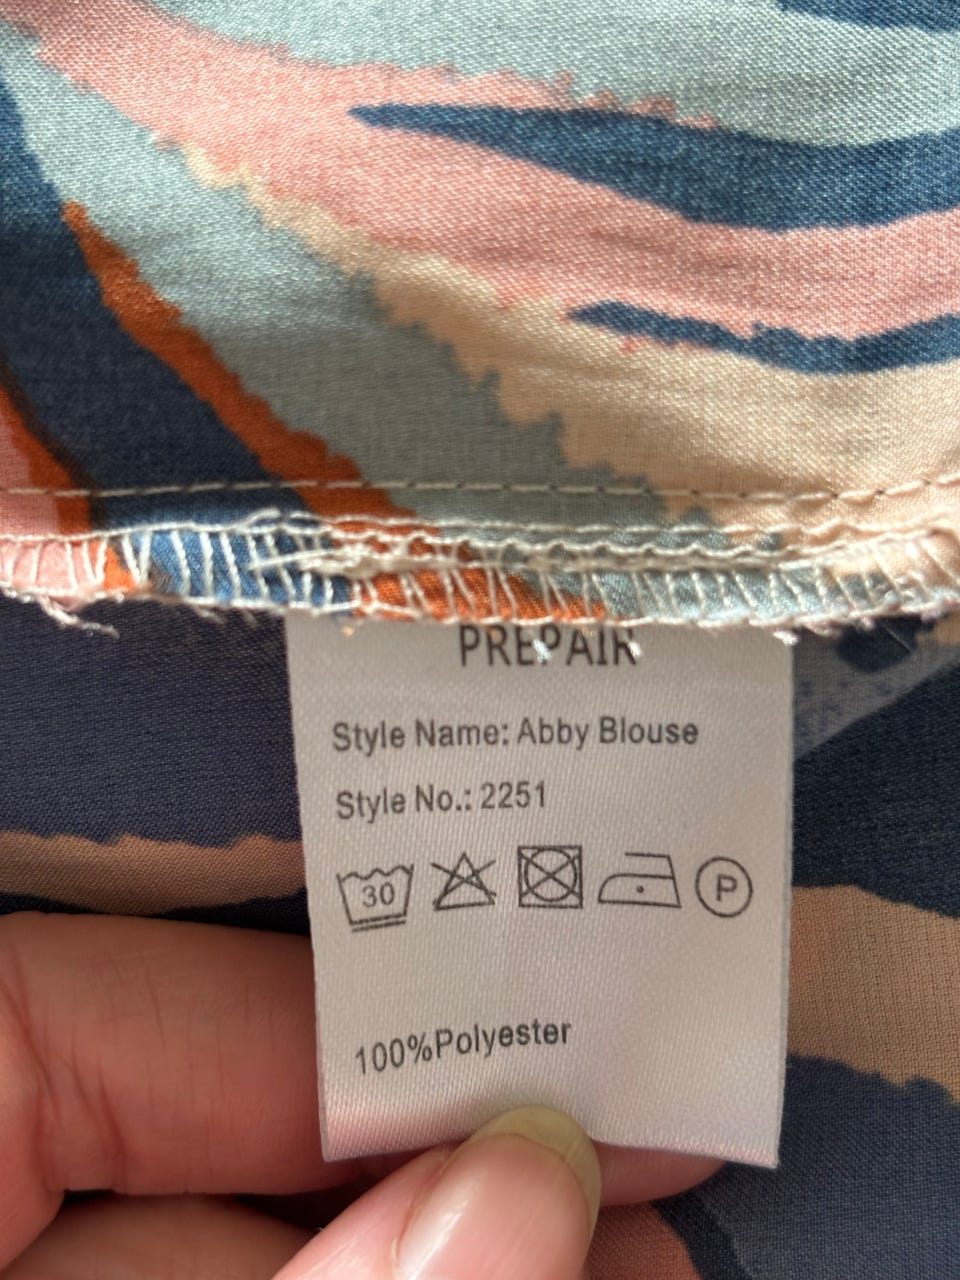 PREPAIR
Style Name: Abby Blouse
Style No.: 2251
30 P
100%Polyester